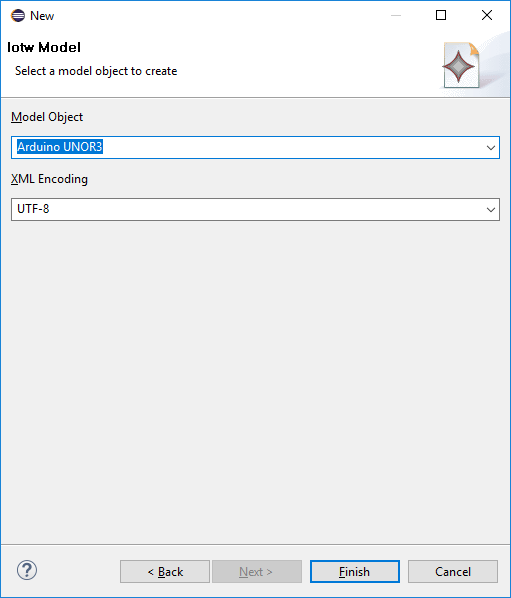 New
Iotw Model
Select a model object to create
Model Object
Arduino UNOR3
XML Encoding
UTF-8
?
< Back
Next >
Finish
Cancel